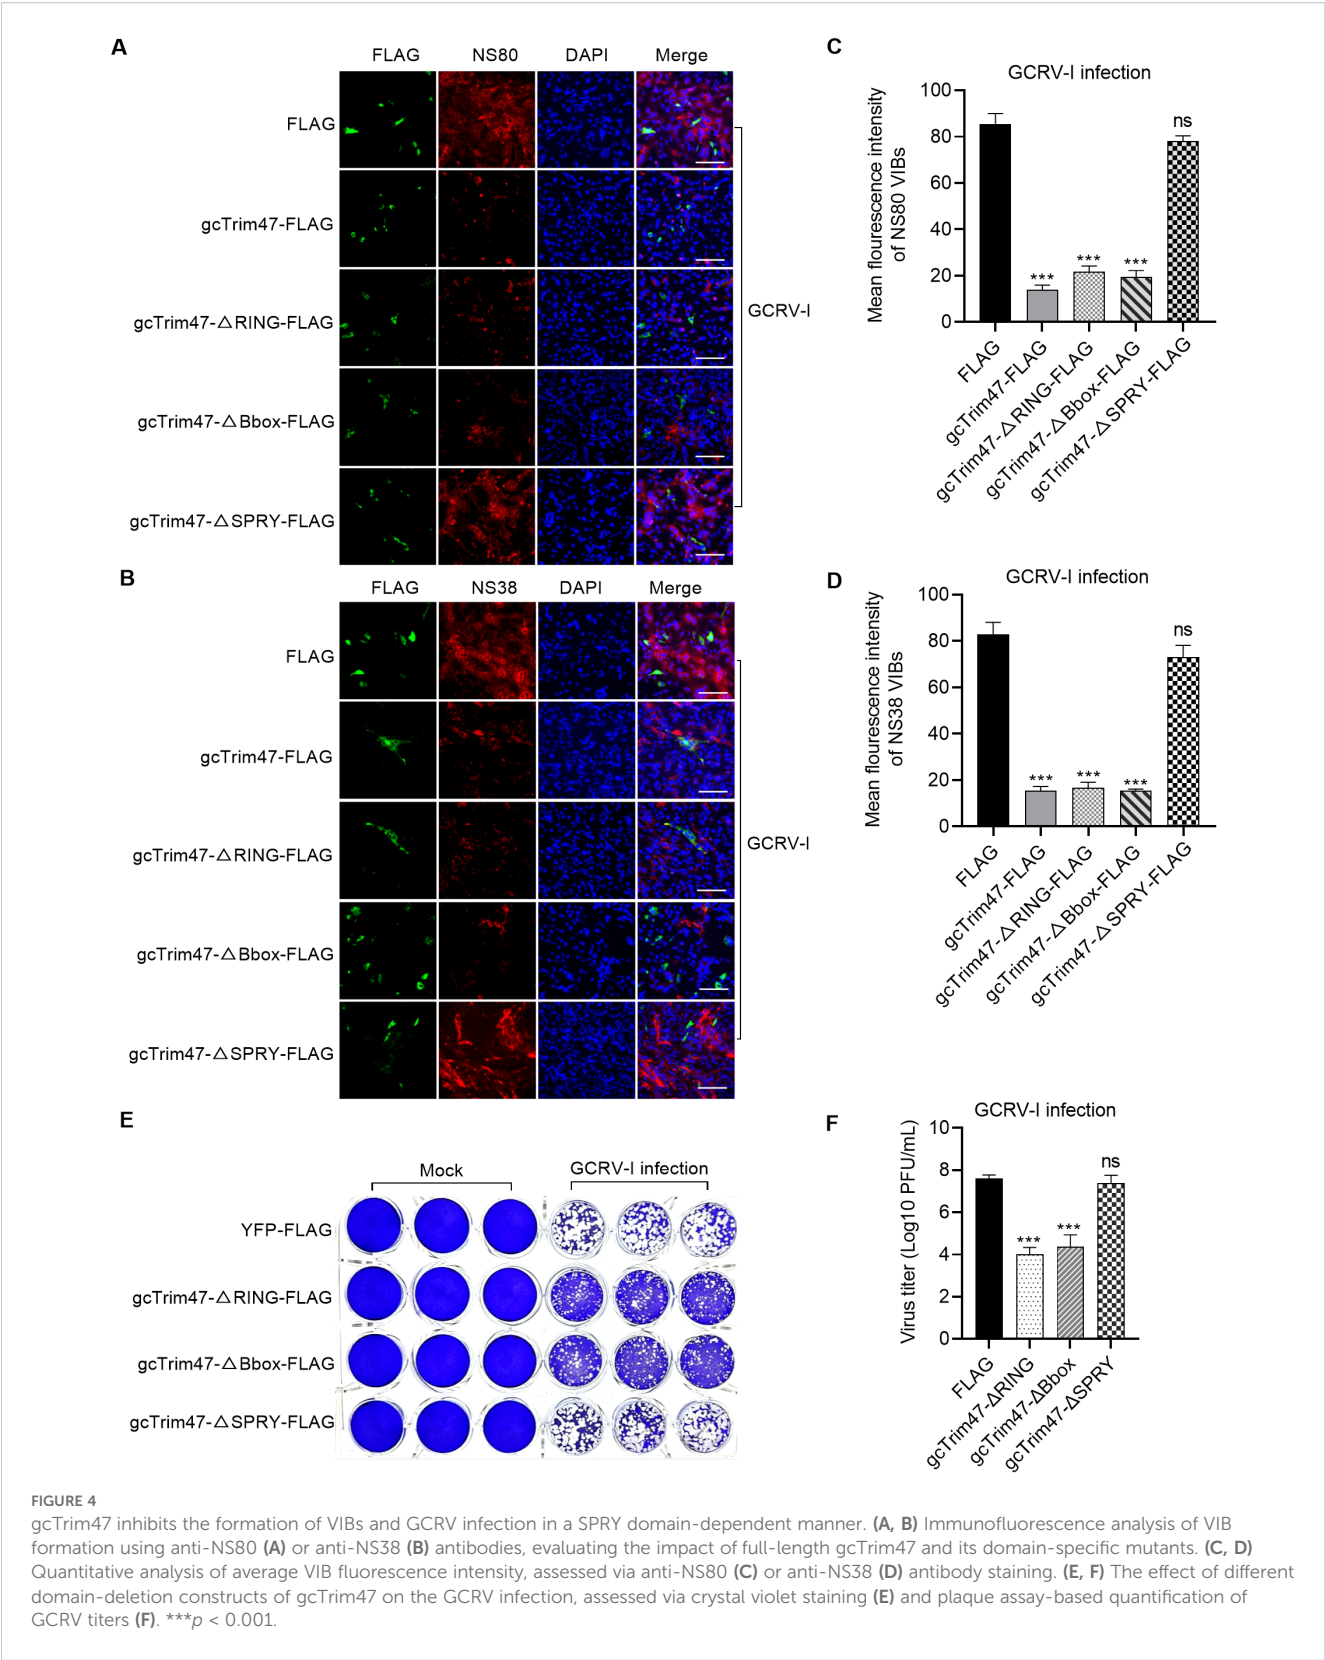 A
FLAG NS80 DAPI Merge
FLAG
gcTrim47-FLAG
gcTrim47-△RING-FLAG
gcTrim47-△Bbox-FLAG
gcTrim47-△SPRY-FLAG
GCRV-I
B
FLAG NS38 DAPI Merge
FLAG
gcTrim47-FLAG
gcTrim47-△RING-FLAG
gcTrim47-△Bbox-FLAG
gcTrim47-△SPRY-FLAG
GCRV-I
C
GCRV-I infection
Mean flourescence intensity
of NS80 VIBs
100
80
60
40
20
0
***
***
***
ns
FLAG
gcTrim47-FLAG
gcTrim47-△RING-FLAG
gcTrim47-△Bbox-FLAG
gcTrim47-△SPRY-FLAG
D
GCRV-I infection
Mean flourescence intensity
of NS38 VIBs
100
80
60
40
20
0
***
***
***
ns
FLAG
gcTrim47-FLAG
gcTrim47-△RING-FLAG
gcTrim47-△Bbox-FLAG
gcTrim47-△SPRY-FLAG
E
Mock GCRV-I infection
YFP-FLAG
gcTrim47-△RING-FLAG
gcTrim47-△Bbox-FLAG
gcTrim47-△SPRY-FLAG
F
GCRV-I infection
Virus titer (Log10 PFU/mL)
10
8
6
4
2
0
***
***
ns
FLAG
gcTrim47-ΔRING
gcTrim47-ΔBbox
gcTrim47-ΔSPRY
FIGURE 4
gcTrim47 inhibits the formation of VIBs and GCRV infection in a SPRY domain-dependent manner. (A, B) Immunofluorescence analysis of VIB
formation using anti-NS80 (A) or anti-NS38 (B) antibodies, evaluating the impact of full-length gcTrim47 and its domain-specific mutants. (C, D)
Quantitative analysis of average VIB fluorescence intensity, assessed via anti-NS80 (C) or anti-NS38 (D) antibody staining. (E, F) The effect of different
domain-deletion constructs of gcTrim47 on the GCRV infection, assessed via crystal violet staining (E) and plaque assay-based quantification of
GCRV titers (F). ***p < 0.001.